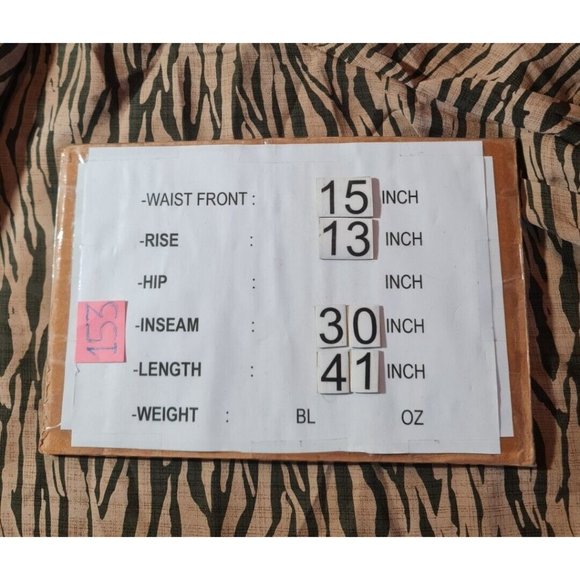 -WAIST FRONT : 15 INCH
-RISE : 13 INCH
-HIP : INCH
-INSEAM : 30 INCH
-LENGTH : 41 INCH
-WEIGHT : BL OZ
153